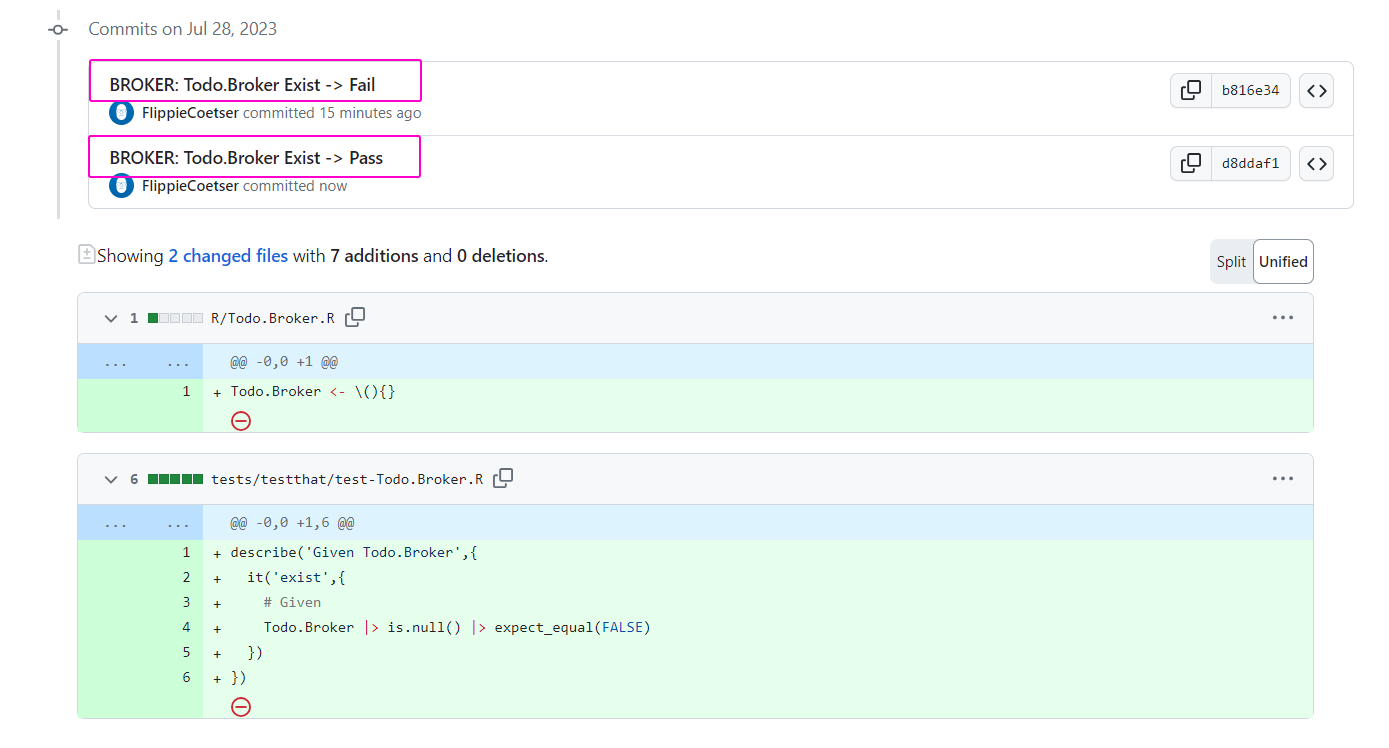 Commits on Jul 28, 2023
BROKER: Todo.Broker Exist -> Fail
FlippieCoetser committed 15 minutes ago
b816e34
BROKER: Todo.Broker Exist -> Pass
FlippieCoetser committed now
d8ddaf1
Showing 2 changed files with 7 additions and 0 deletions.
Split Unified
1 R/Todo.Broker.R
... ... @@ -0,0 +1 @@
1 + Todo.Broker <- \(){}
6 tests/testthat/test-Todo.Broker.R
... ... @@ -0,0 +1,6 @@
1 + describe('Given Todo.Broker',{
2 + it('exist',{
3 + # Given
4 + Todo.Broker |> is.null() |> expect_equal(FALSE)
5 + })
6 + })